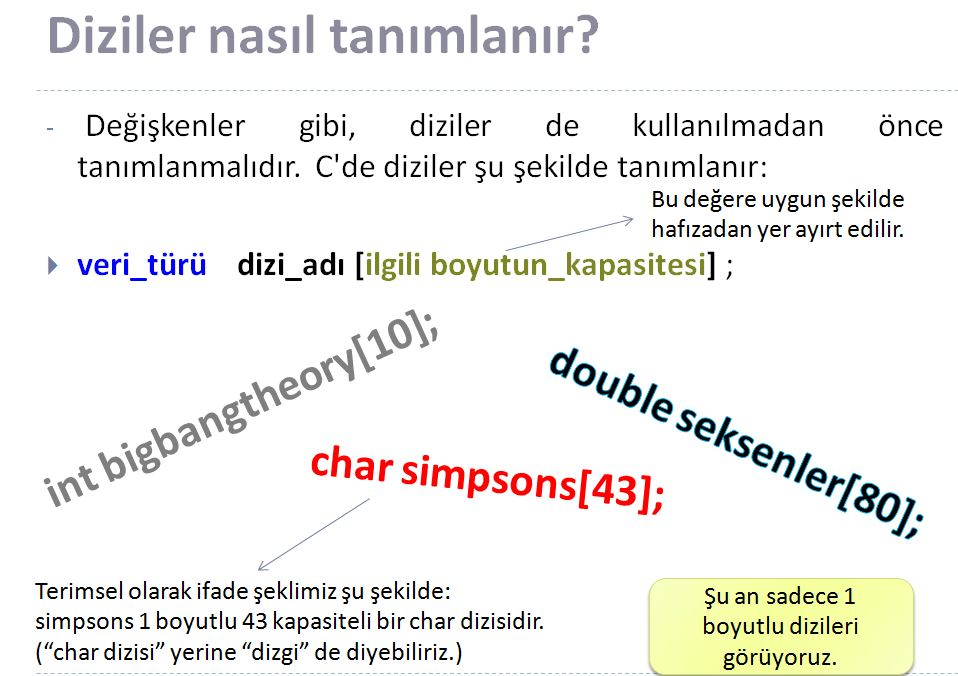 Diziler nasıl tanımlanır?
- Değişkenler gibi, diziler de kullanılmadan önce
tanımlanmalıdır. C'de diziler şu şekilde tanımlanır:
Bu değere uygun şekilde
hafızadan yer ayırt edilir.
veri_türü dizi_adı [ilgili boyutun_kapasitesi] ;
int bigbangtheory[10];
double seksenler[80];
char simpsons[43];
Terimsel olarak ifade şeklimiz şu şekilde:
simpsons 1 boyutlu 43 kapasiteli bir char dizisidir.
(“char dizisi” yerine “dizgi” de diyebiliriz.)
Şu an sadece 1
boyutlu dizileri
görüyoruz.